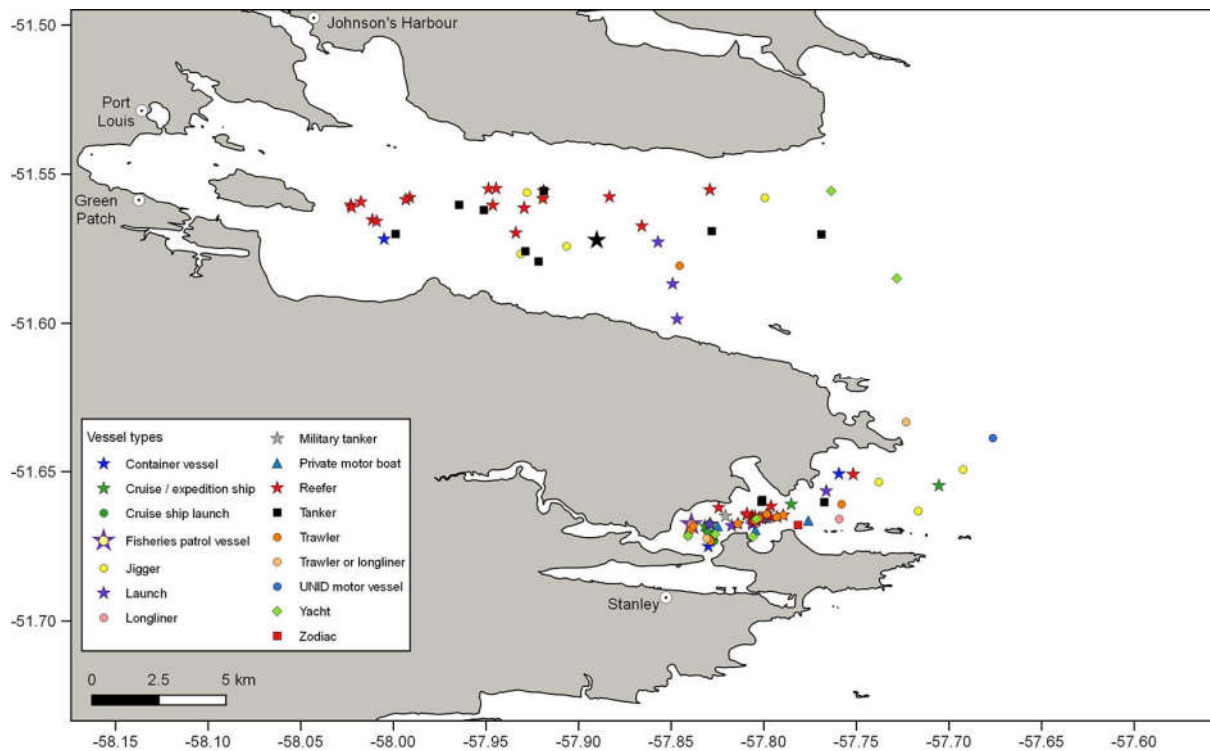 -51.50
-51.55
-51.60
-51.65
-51.70
Johnson's Harbour
Port
Louis
Green
Patch
Stanley
Vessel types
Container vessel
Cruise / expedition ship
Cruise ship launch
Fisheries patrol vessel
Jigger
Launch
Longliner
Military tanker
Private motor boat
Reefer
Tanker
Trawler
Trawler or longliner
UNID motor vessel
Yacht
Zodiac
0 2.5 5 km
-58.15 -58.10 -58.05 -58.00 -57.95 -57.90 -57.85 -57.80 -57.75 -57.70 -57.65 -57.60